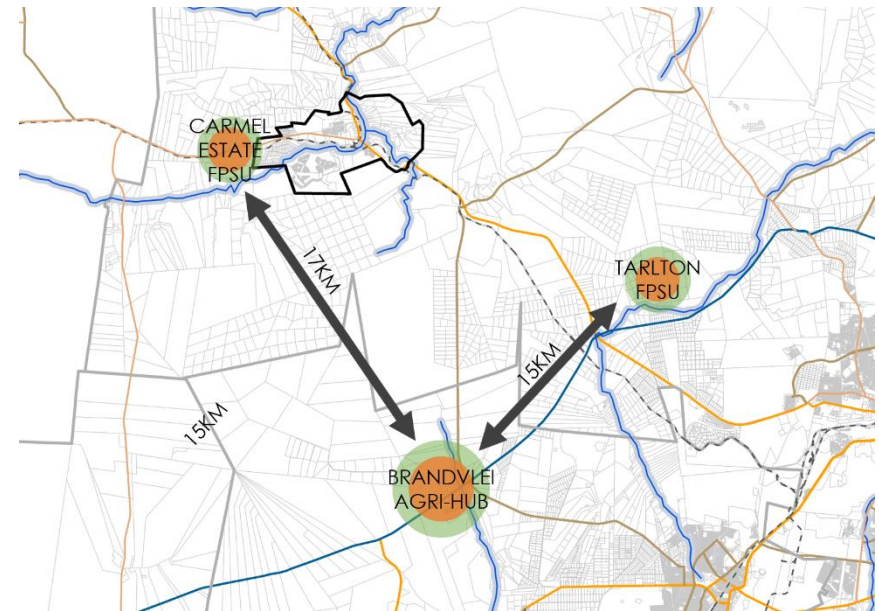 CARMEL
ESTATE
FPSU
17KM
TARLTON
FPSU
15KM
15KM
BRANDVLEI
AGRI-HUB